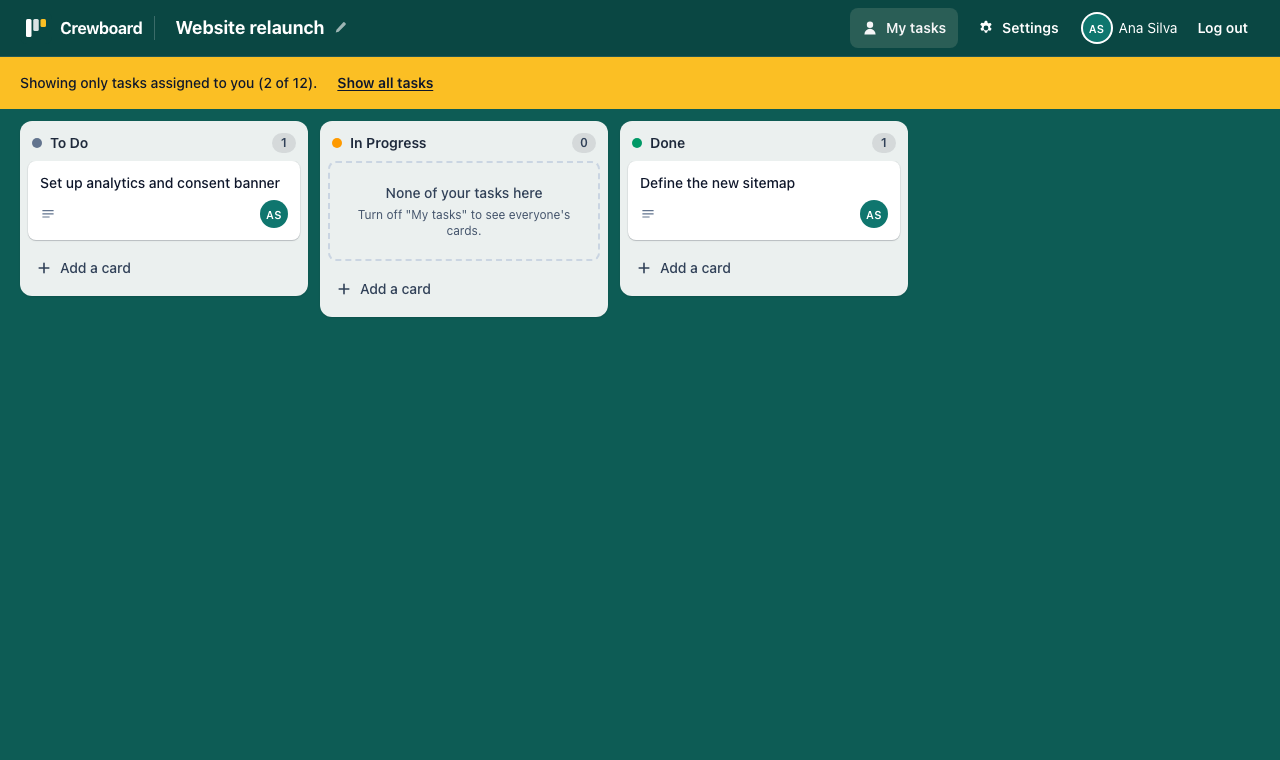 Crewboard
Website relaunch
My tasks
Settings
AS
Ana Silva
Log out
Showing only tasks assigned to you (2 of 12).
Show all tasks
To Do
1
Set up analytics and consent banner
AS
Add a card
In Progress
0
None of your tasks here
Turn off "My tasks" to see everyone's
cards.
Add a card
Done
1
Define the new sitemap
AS
Add a card